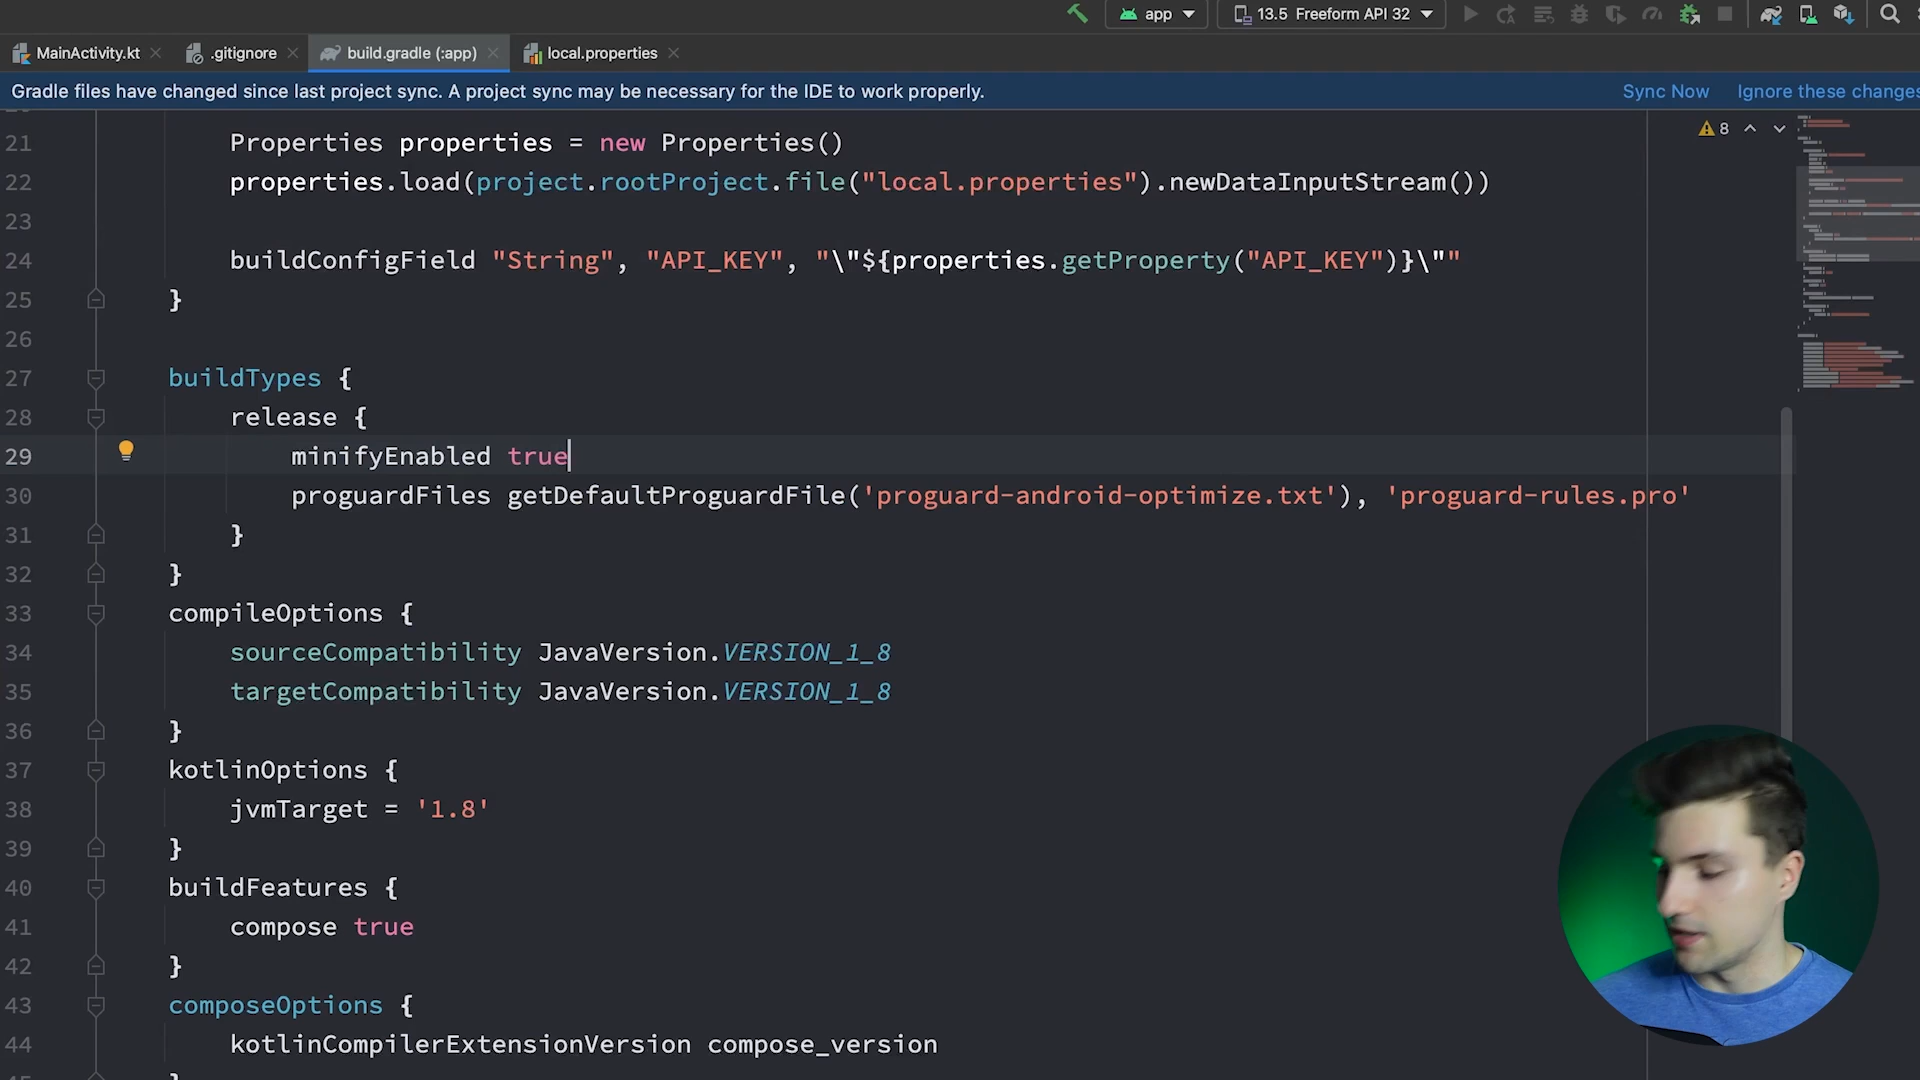 app
13.5 Freeform API 32
MainActivity.kt
.gitignore
build.gradle (:app)
local.properties
Gradle files have changed since last project sync. A project sync may be necessary for the IDE to work properly.
Sync Now
Ignore these changes
8
21 Properties properties = new Properties()
22 properties.load(project.rootProject.file("local.properties").newDataInputStream())
23
24 buildConfigField "String", "API_KEY", "\"${properties.getProperty("API_KEY")}\""
25 }
26
27 buildTypes {
28 release {
29 minifyEnabled true
30 proguardFiles getDefaultProguardFile('proguard-android-optimize.txt'), 'proguard-rules.pro'
31 }
32 }
33 compileOptions {
34 sourceCompatibility JavaVersion.VERSION_1_8
35 targetCompatibility JavaVersion.VERSION_1_8
36 }
37 kotlinOptions {
38 jvmTarget = '1.8'
39 }
40 buildFeatures {
41 compose true
42 }
43 composeOptions {
44 kotlinCompilerExtensionVersion compose_version